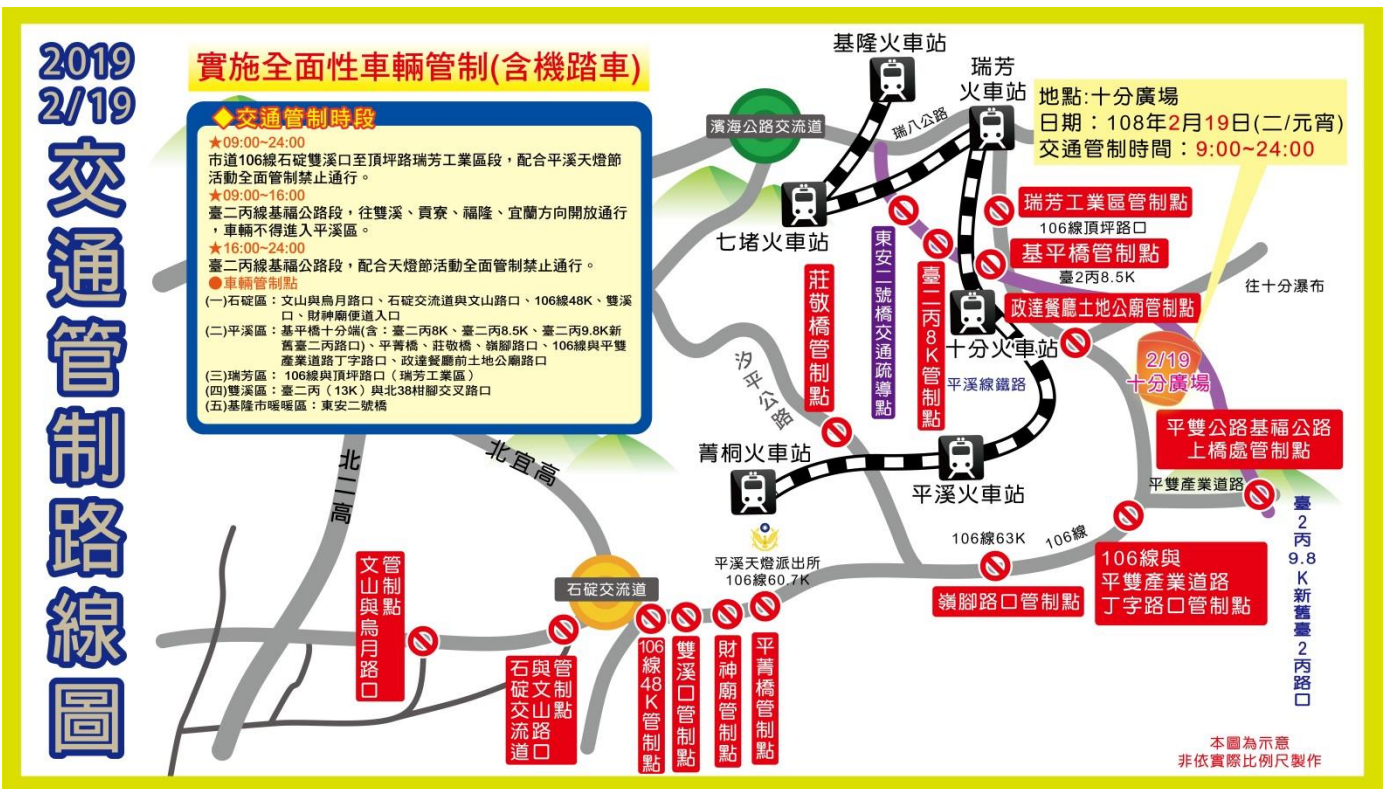 2019
2/19
交通管制路線圖
實施全面性車輛管制(含機踏車)
◆交通管制時段
★09:00~24:00
市道106線石碇雙溪口至頂坪路瑞芳工業區段，配合平溪天燈節
活動全面管制禁止通行。
★09:00~16:00
臺二丙線基福公路段，往雙溪、貢寮、福隆、宜蘭方向開放通行
，車輛不得進入平溪區。
★16:00~24:00
臺二丙線基福公路段，配合天燈節活動全面管制禁止通行。
●車輛管制點
(一)石碇區：文山與烏月路口、石碇交流道與文山路口、106線48K、雙溪
口、財神廟便道入口
(二)平溪區：基平橋十分端(含：臺二丙8K、臺二丙8.5K、臺二丙9.8K新
舊臺二丙路口)、平菁橋、莊敬橋、嶺腳路口、106線與平雙
產業道路丁字路口、政達餐廳前土地公廟路口
(三)瑞芳區： 106線與頂坪路口（瑞芳工業區）
(四)雙溪區：臺二丙（13K）與北38柑腳交叉路口
(五)基隆市暖暖區：東安二號橋
基隆火車站
瑞芳
火車站
濱海公路交流道
瑞八公路
地點:十分廣場
日期：108年2月19日(二/元宵)
交通管制時間：9:00~24:00
七堵火車站
瑞芳工業區管制點
106線頂坪路口
基平橋管制點
臺2丙8.5K
往十分瀑布
政達餐廳土地公廟管制點
莊敬橋管制點
東安二號橋交通疏導點
臺二丙8K管制點
十分火車站
平溪線鐵路
2/19
十分廣場
汐平公路
平雙公路基福公路
上橋處管制點
菁桐火車站
平溪火車站
平雙產業道路
臺2丙9.8K新舊臺2丙路口
北二高
北宜高
平溪天燈派出所
106線60.7K
106線63K
106線
106線與
平雙產業道路
丁字路口管制點
嶺腳路口管制點
石碇交流道
管制點
文山與烏月路口
管制點
與文山路口
石碇交流道
106線48K管制點
雙溪口管制點
財神廟管制點
平菁橋管制點
本圖為示意
非依實際比例尺製作